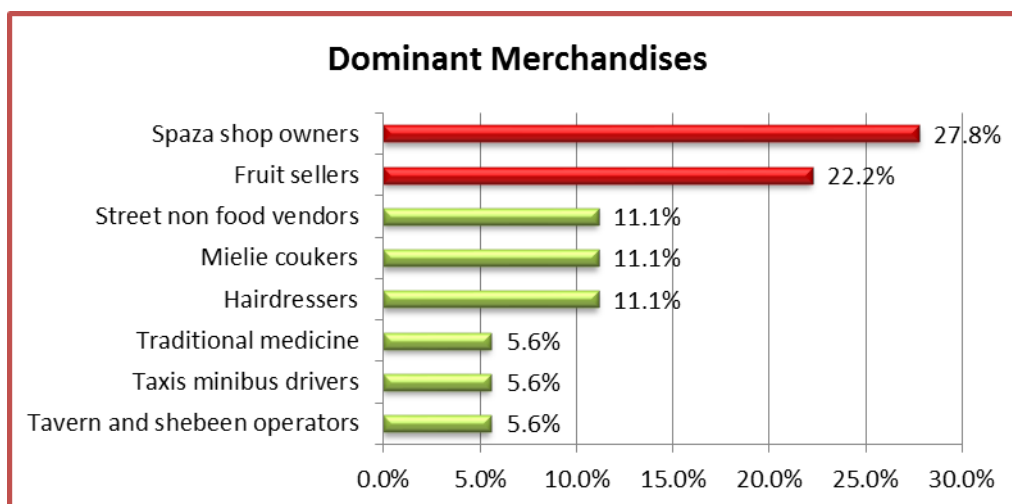 Dominant Merchandises
Spaza shop owners 27.8%
Fruit sellers 22.2%
Street non food vendors 11.1%
Mielie coukers 11.1%
Hairdressers 11.1%
Traditional medicine 5.6%
Taxis minibus drivers 5.6%
Tavern and shebeen operators 5.6%
0.0% 5.0% 10.0% 15.0% 20.0% 25.0% 30.0%